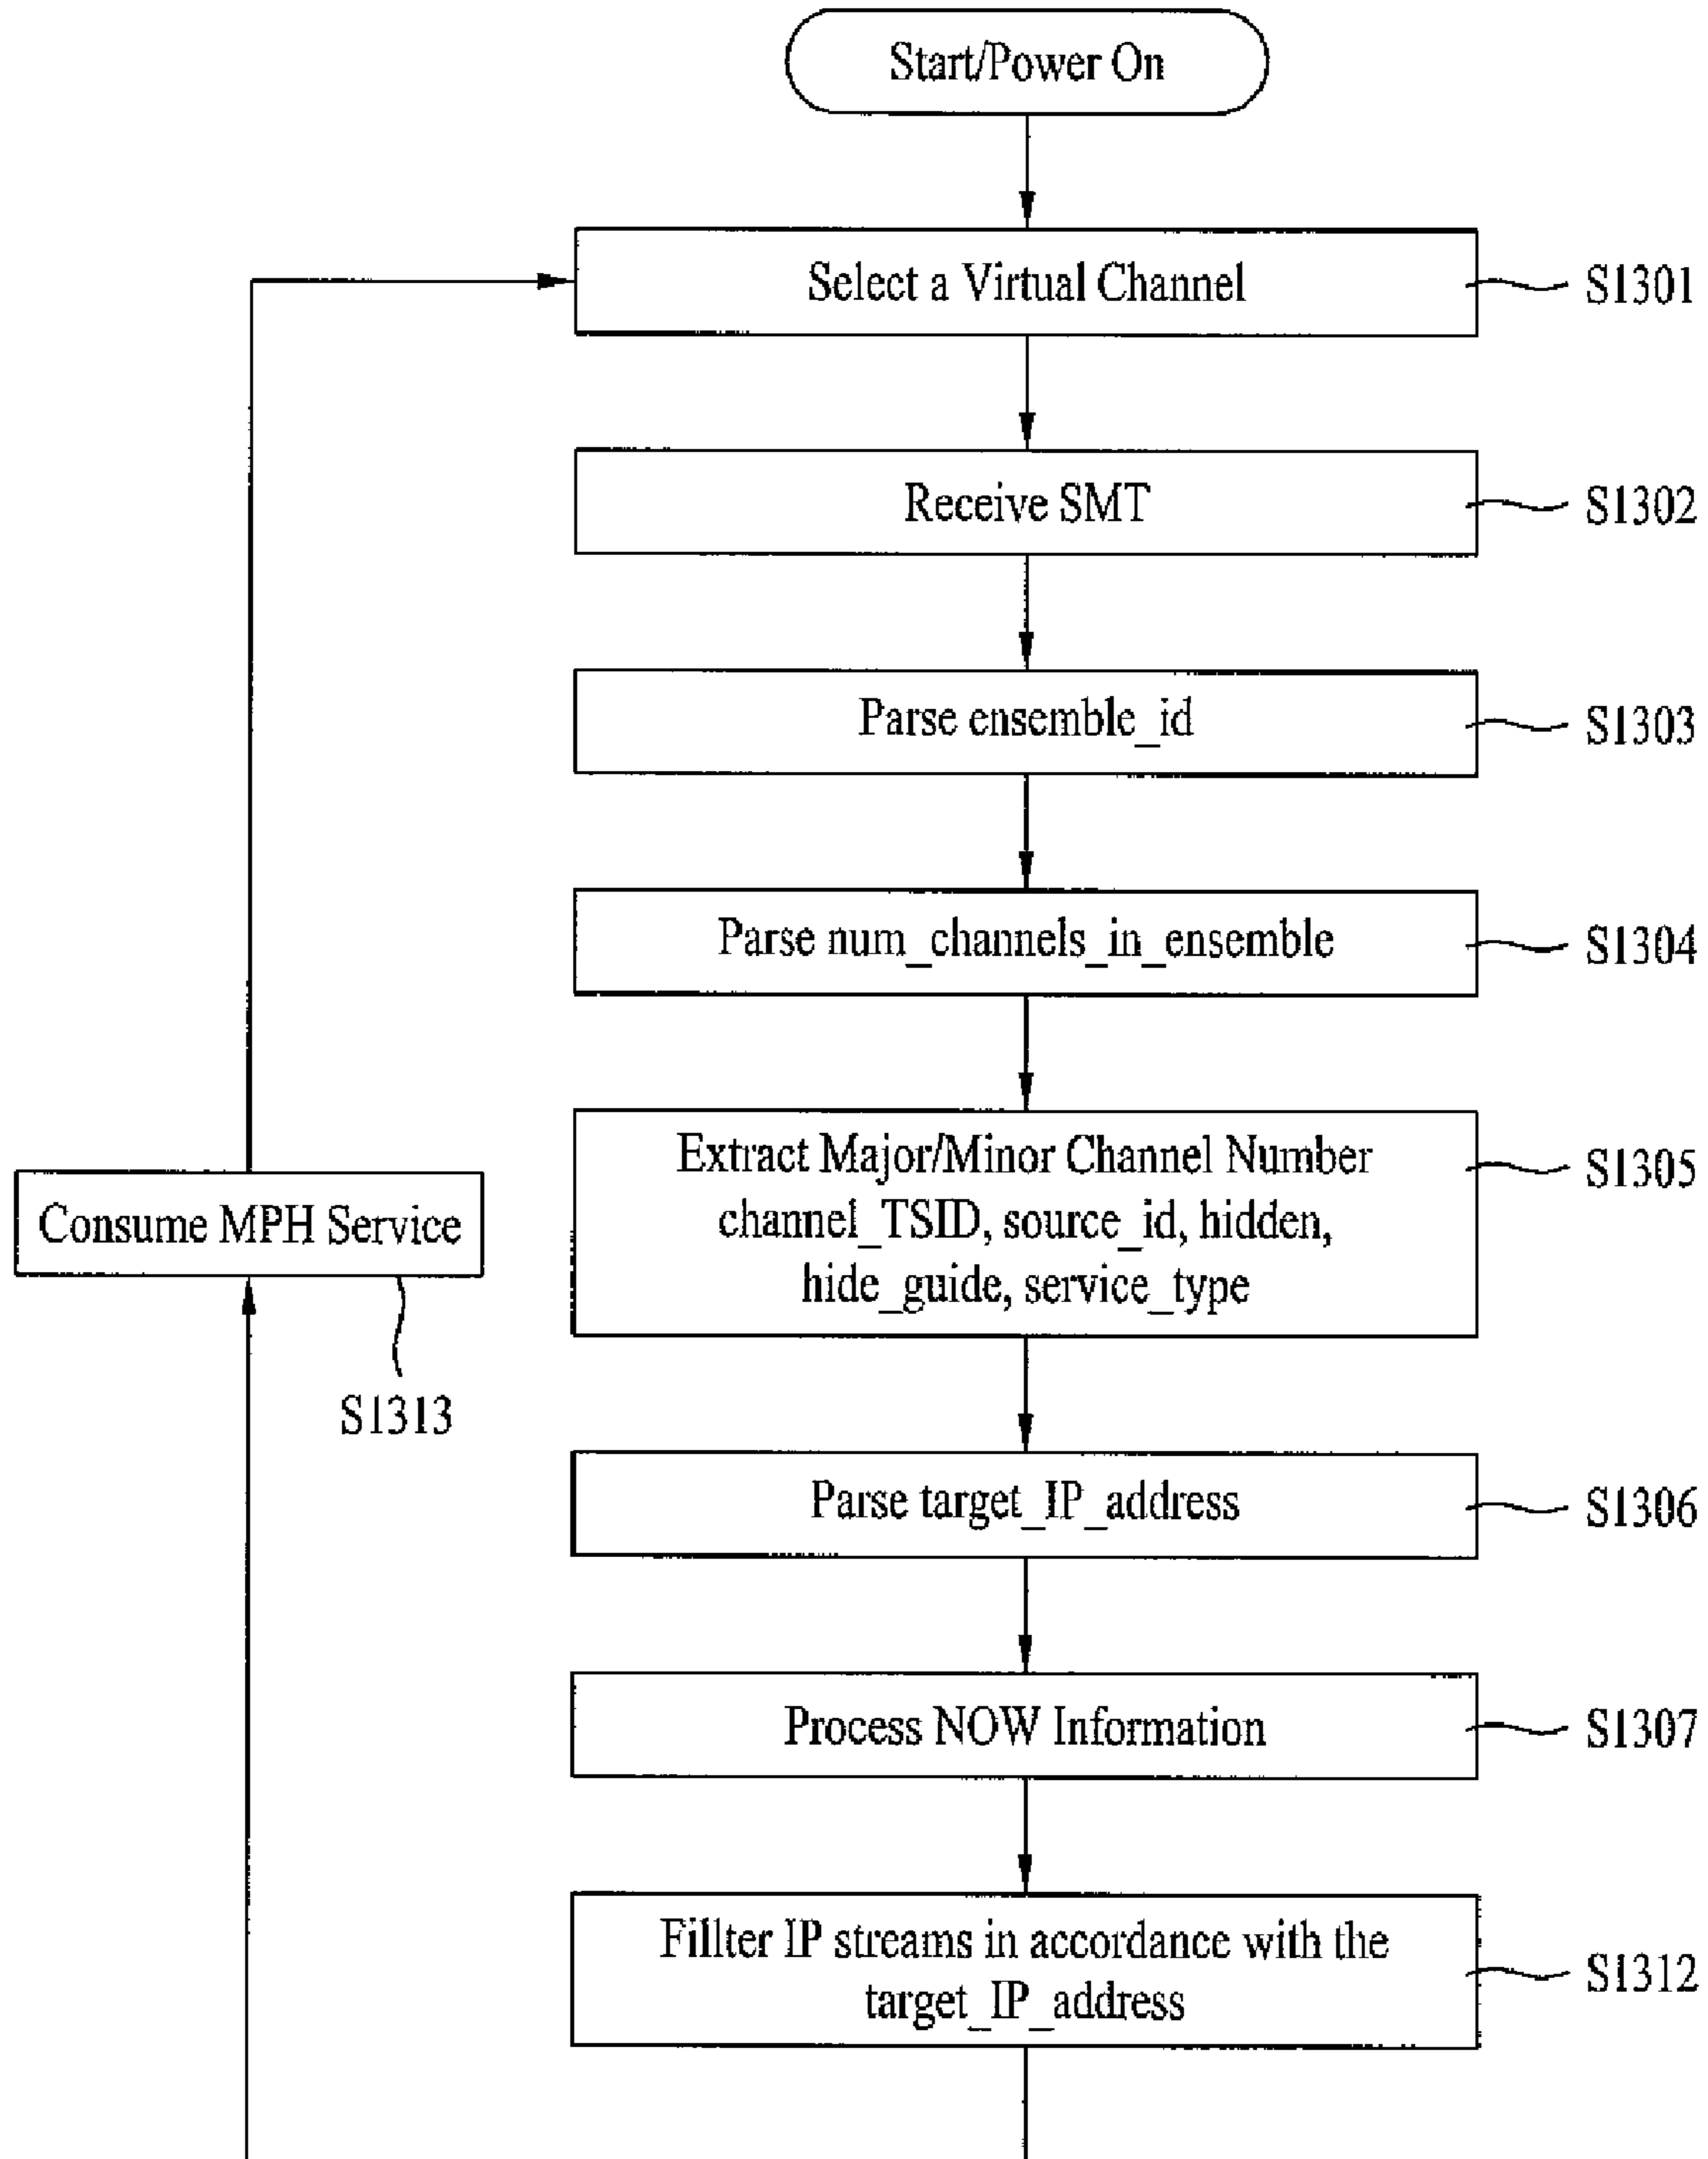 Start/Power On
Select a Virtual Channel
S1301
Receive SMT
S1302
Parse ensemble_id
S1303
Parse num_channels_in_ensemble
S1304
Extract Major/Minor Channel Number
channel_TSID, source_id, hidden,
hide_guide, service_type
S1305
Consume MPH Service
S1313
Parse target_IP_address
S1306
Process NOW Information
S1307
Fillter IP streams in accordance with the
target_IP_address
S1312